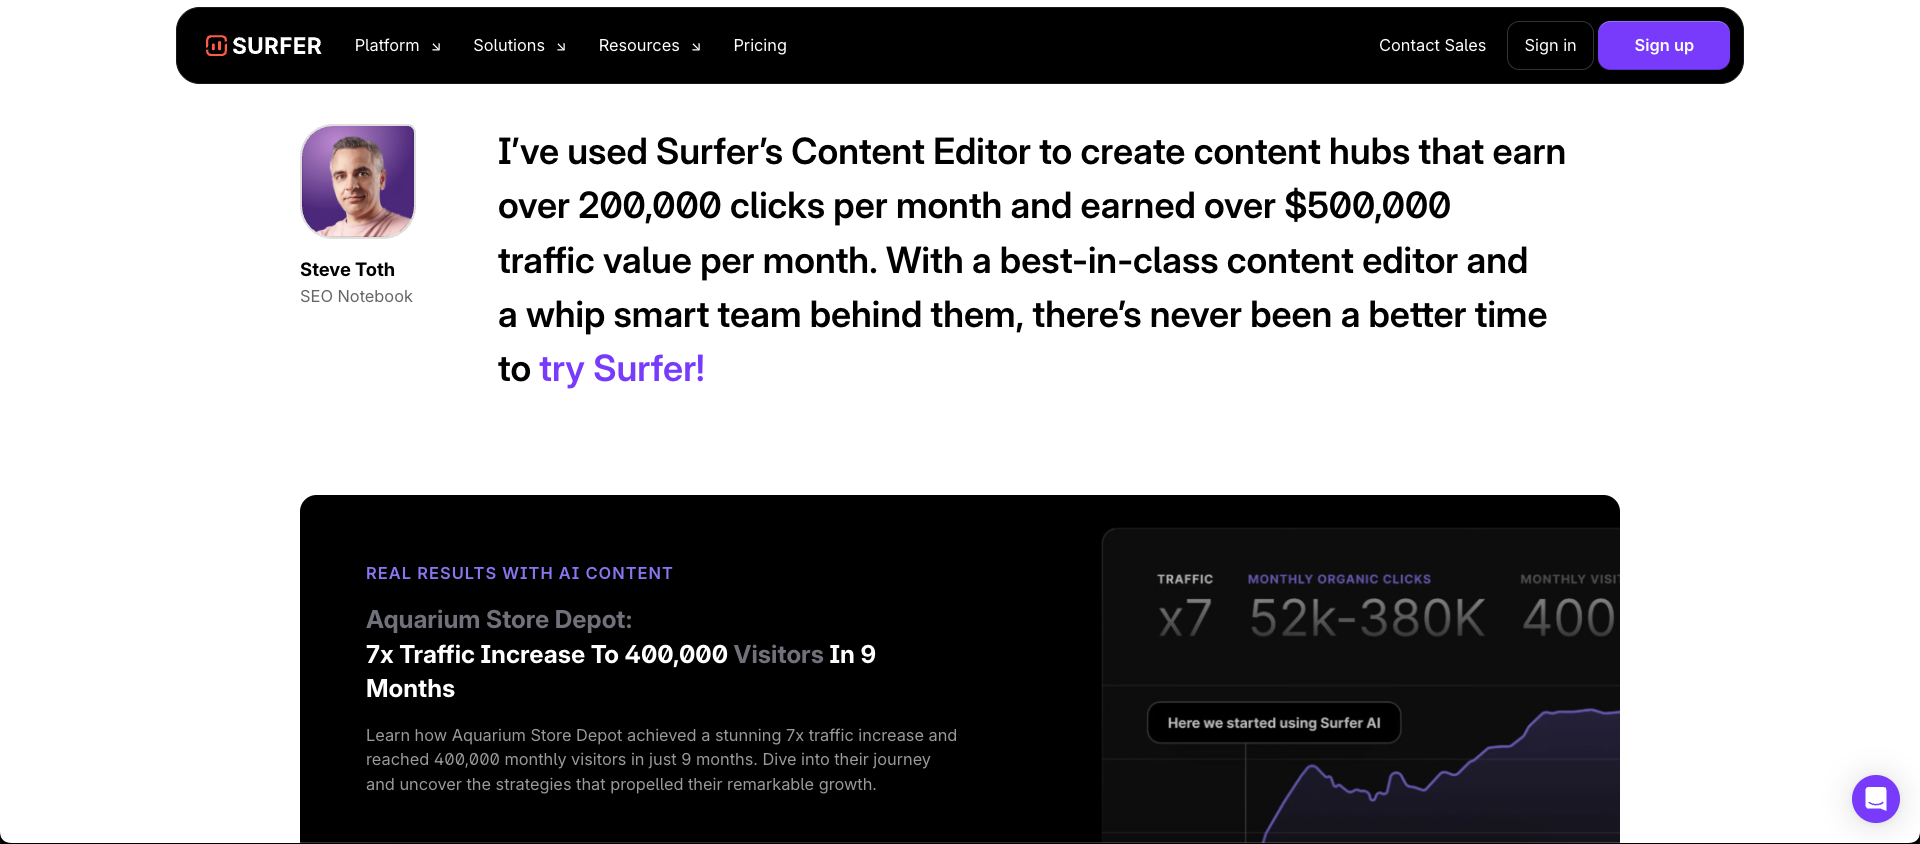 SURFER
Platform
Solutions
Resources
Pricing
Contact Sales
Sign in
Sign up
Steve Toth
SEO Notebook
I’ve used Surfer’s Content Editor to create content hubs that earn
over 200,000 clicks per month and earned over $500,000
traffic value per month. With a best-in-class content editor and
a whip smart team behind them, there’s never been a better time
to try Surfer!
REAL RESULTS WITH AI CONTENT
Aquarium Store Depot:
7x Traffic Increase To 400,000 Visitors In 9
Months
Learn how Aquarium Store Depot achieved a stunning 7x traffic increase and
reached 400,000 monthly visitors in just 9 months. Dive into their journey
and uncover the strategies that propelled their remarkable growth.
TRAFFIC
x7
MONTHLY ORGANIC CLICKS
52k-380K
MONTHLY VISIT
400
Here we started using Surfer AI